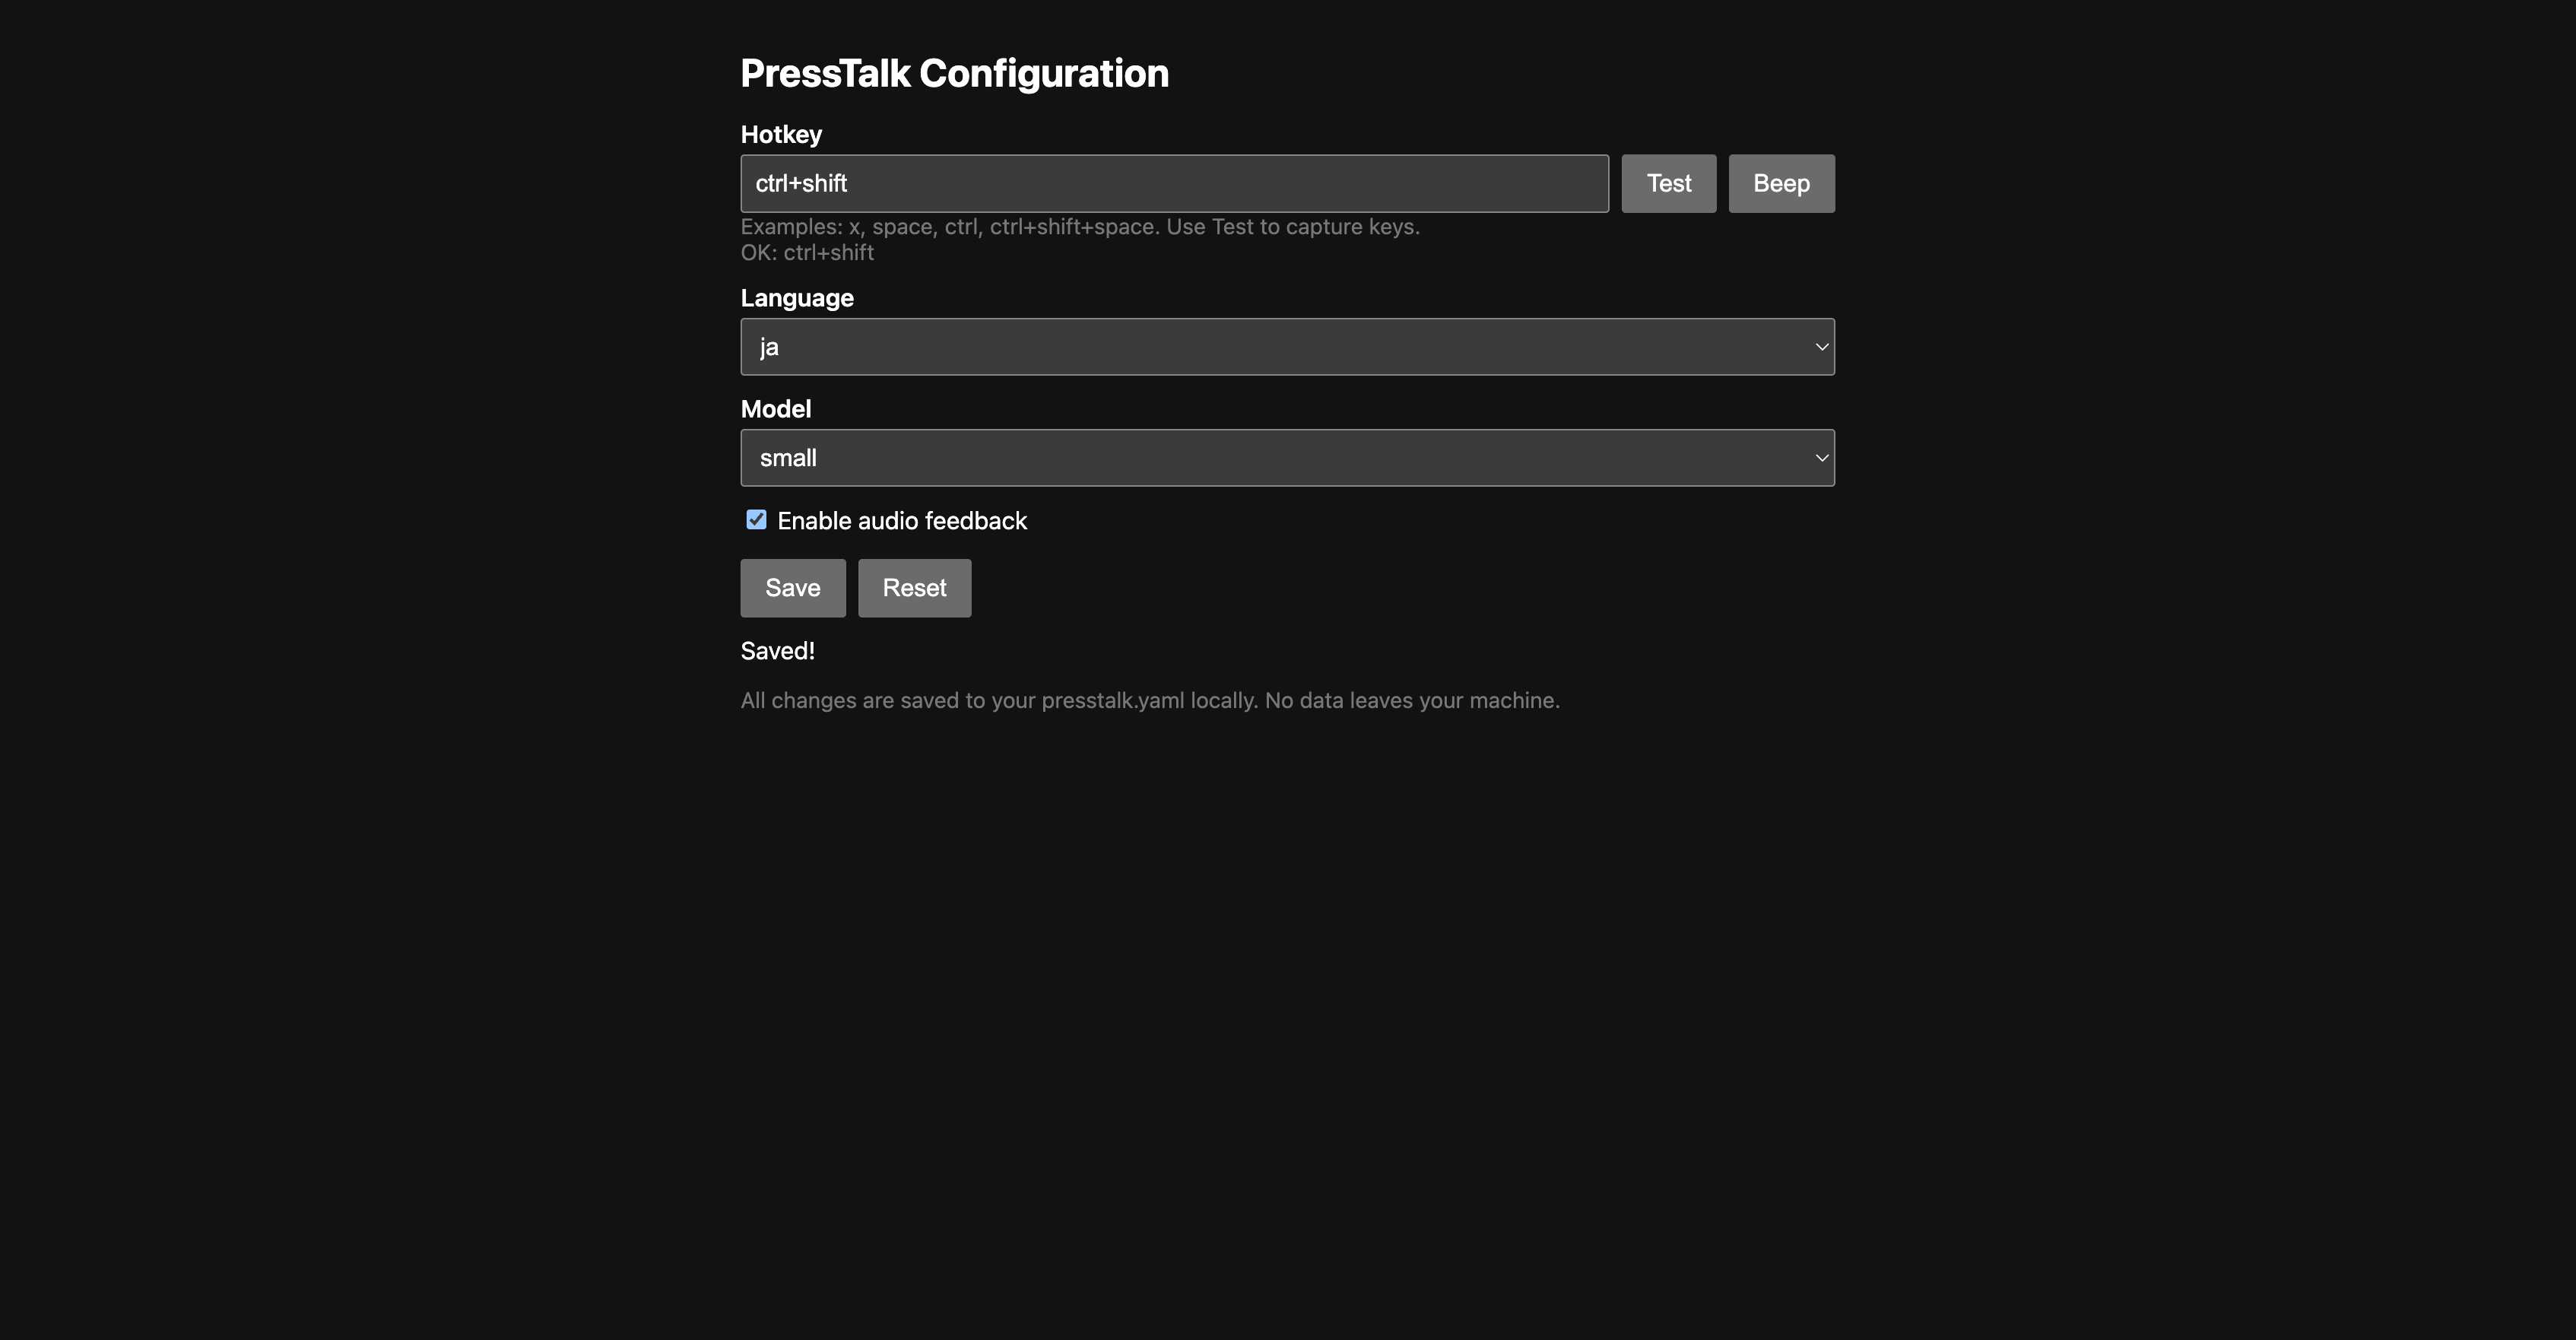 PressTalk Configuration
Hotkey
ctrl+shift
Test
Beep
Examples: x, space, ctrl, ctrl+shift+space. Use Test to capture keys.
OK: ctrl+shift
Language
ja
Model
small
Enable audio feedback
Save
Reset
Saved!
All changes are saved to your presstalk.yaml locally. No data leaves your machine.